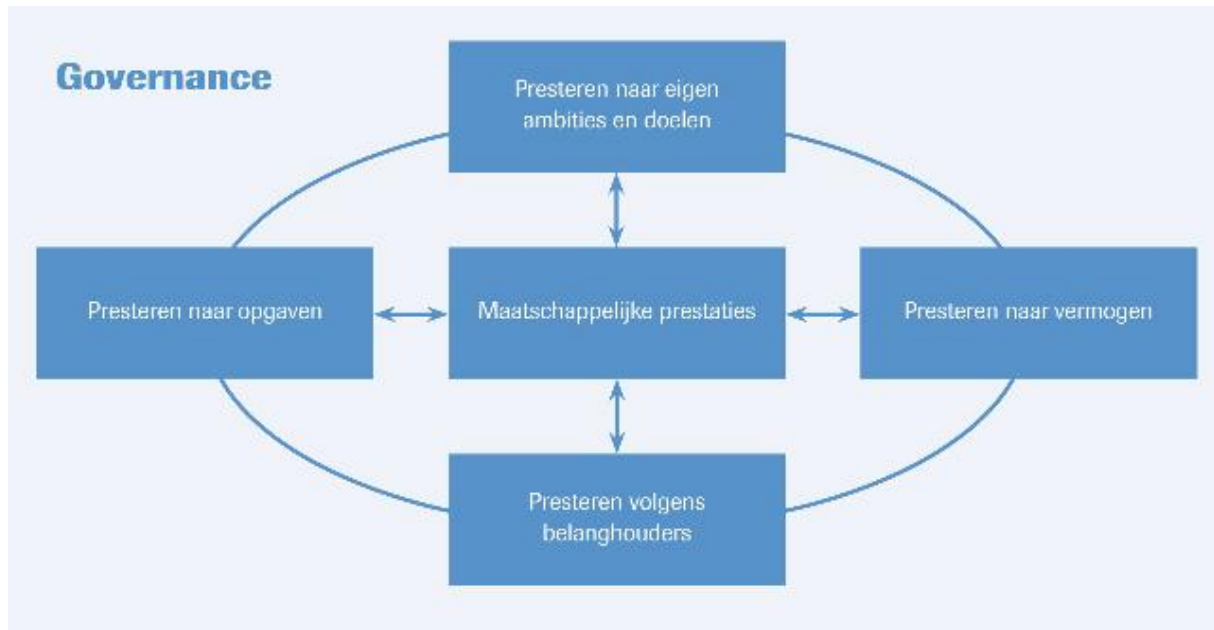 Governance
Presteren naar eigen
ambities en doelen
Presteren naar opgaven
Maatschappelijke prestaties
Presteren naar vermogen
Presteren volgens
belanghouders